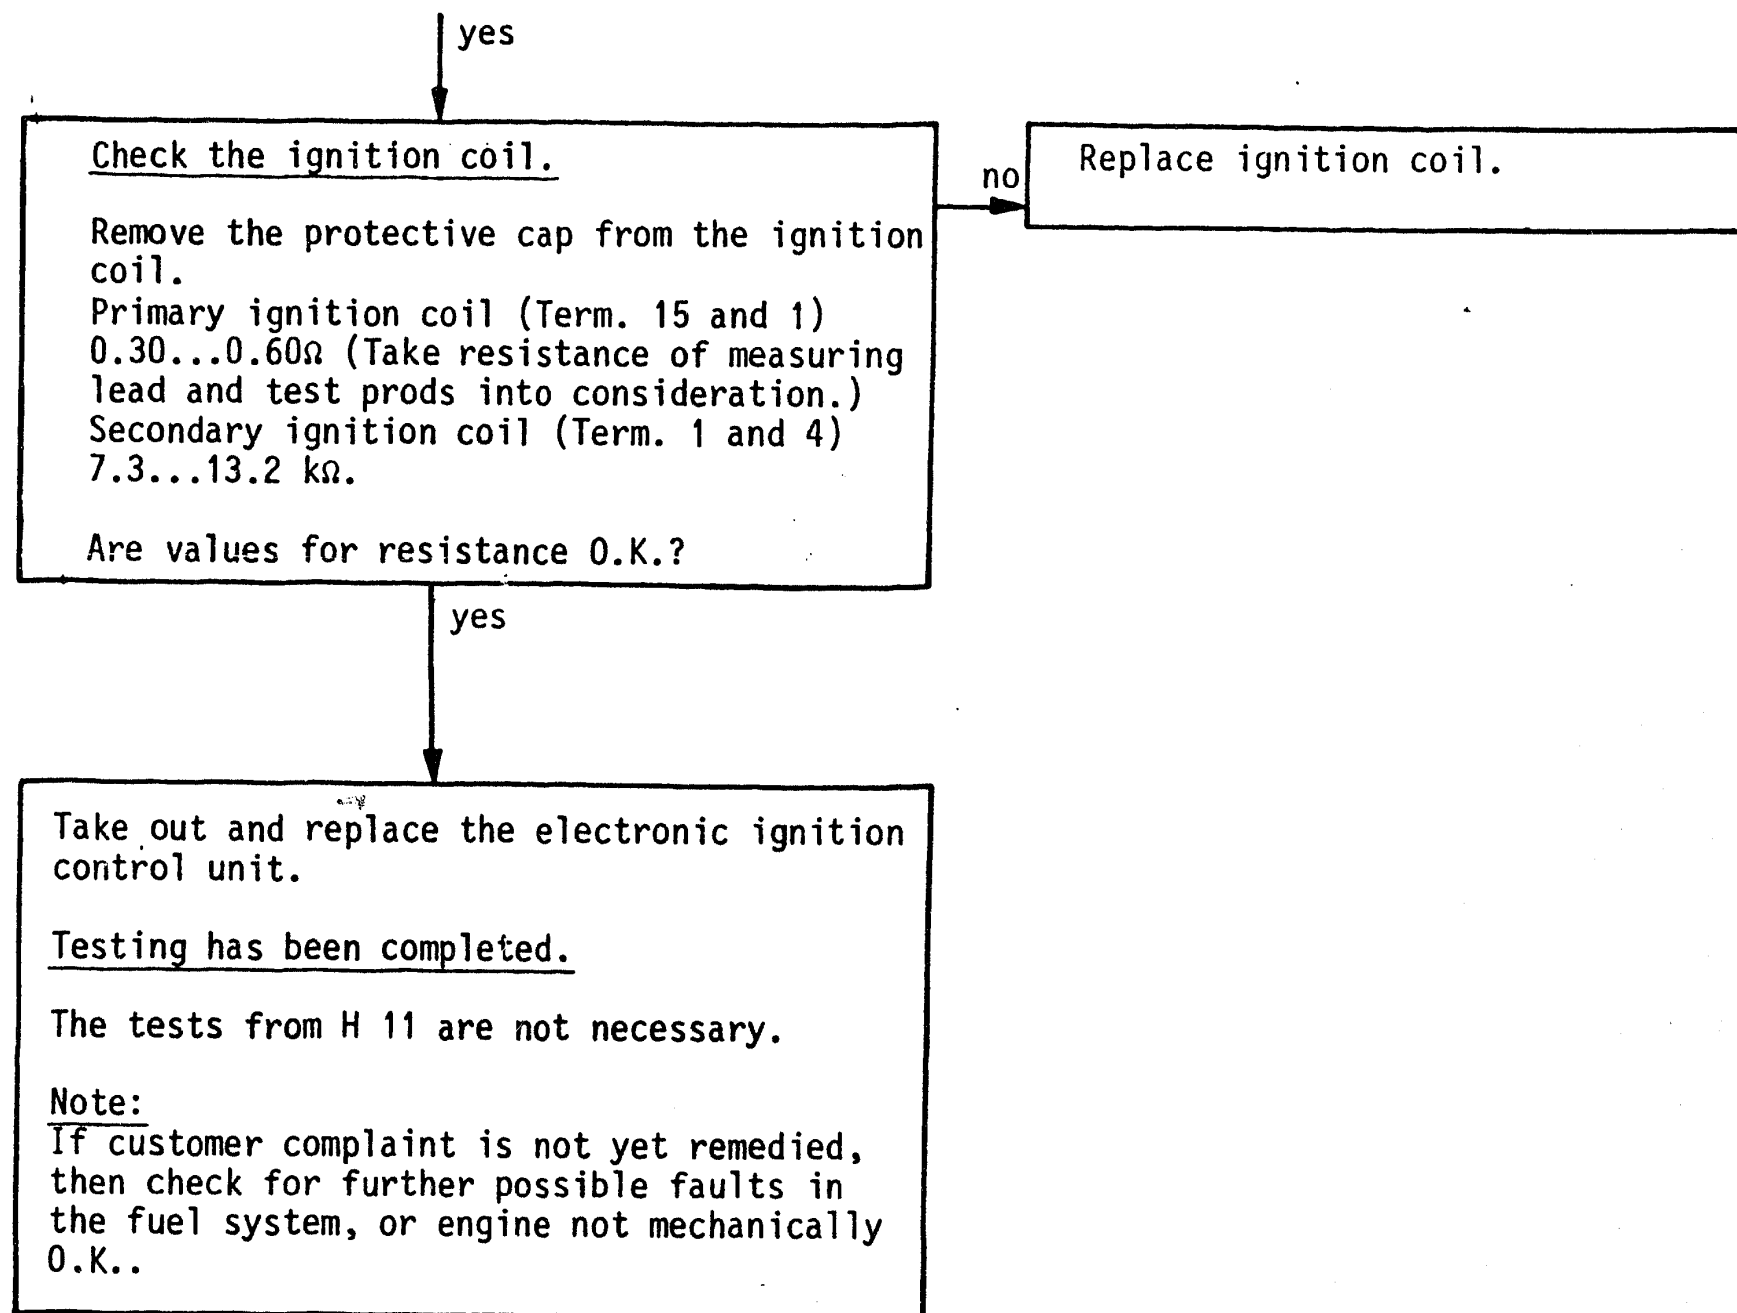 yes
Check the ignition coil.
no
Replace ignition coil.
Remove the protective cap from the ignition
coil.
Primary ignition coil (Term. 15 and 1)
0.30...0.60Ω (Take resistance of measuring
lead and test prods into consideration.)
Secondary ignition coil (Term. 1 and 4)
7.3...13.2 kΩ.
Are values for resistance O.K.?
yes
Take out and replace the electronic ignition
control unit.
Testing has been completed.
The tests from H 11 are not necessary.
Note:
If customer complaint is not yet remedied,
then check for further possible faults in
the fuel system, or engine not mechanically
O.K..